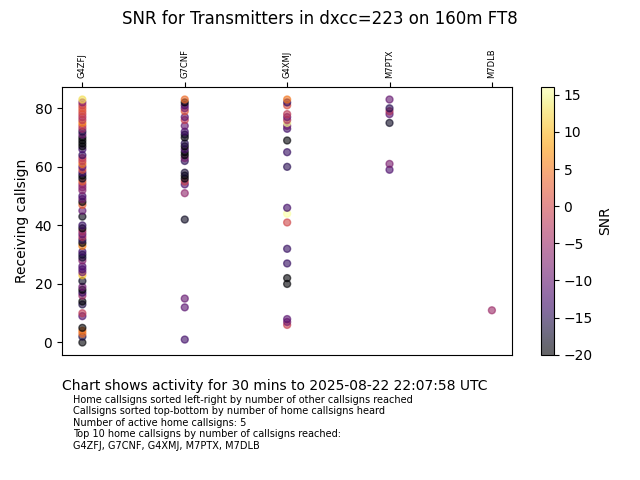 SNR for Transmitters in dxcc=223 on 160m FT8
G4ZFJ G7CNF G4XMJ M7PTX M7DLB
80
60
40
20
0
Receiving callsign
15
10
5
0
−5
−10
−15
−20
SNR
Chart shows activity for 30 mins to 2025-08-22 22:07:58 UTC
Home callsigns sorted left-right by number of other callsigns reached
Callsigns sorted top-bottom by number of home callsigns heard
Number of active home callsigns: 5
Top 10 home callsigns by number of callsigns reached:
G4ZFJ, G7CNF, G4XMJ, M7PTX, M7DLB